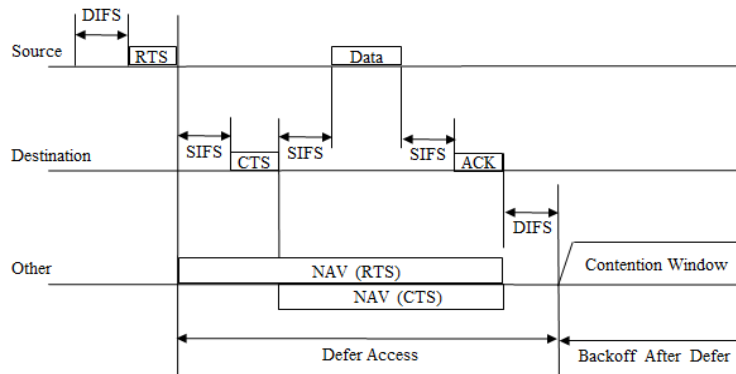 DIFS
Source
RTS
Data
SIFS
SIFS
SIFS
Destination
CTS
ACK
DIFS
Other
NAV (RTS)
Contention Window
NAV (CTS)
Defer Access
Backoff After Defer